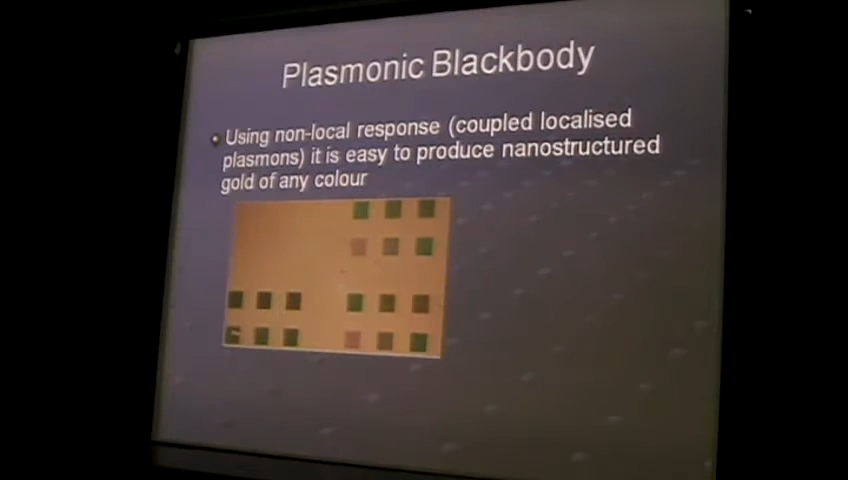 Plasmonic Blackbody
Using non-local response (coupled localised
plasmons) it is easy to produce nanostructured
gold of any colour